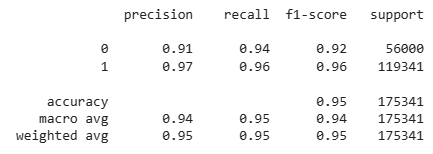 precision recall f1-score support
0 0.91 0.94 0.92 56000
1 0.97 0.96 0.96 119341
accuracy 0.95 175341
macro avg 0.94 0.95 0.94 175341
weighted avg 0.95 0.95 0.95 175341